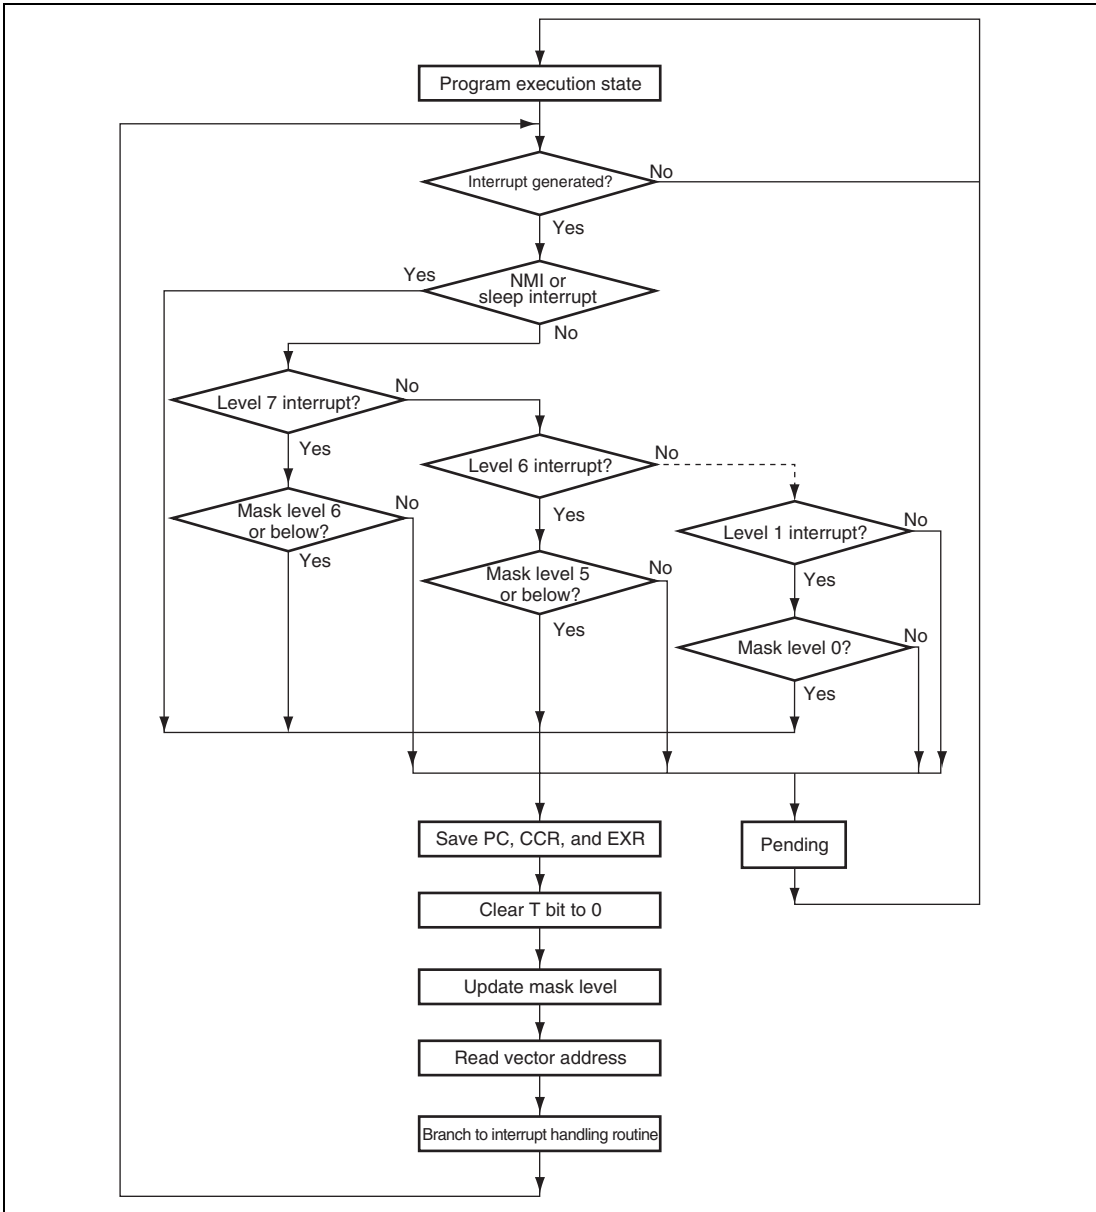 Program execution state
Interrupt generated?
No
Yes
Yes
NMI or
sleep interrupt
No
Level 7 interrupt?
No
Yes
Level 6 interrupt?
No
Mask level 6
or below?
No
Yes
Yes
Level 1 interrupt?
No
Mask level 5
or below?
No
Yes
Yes
Mask level 0?
No
Yes
Save PC, CCR, and EXR
Pending
Clear T bit to 0
Update mask level
Read vector address
Branch to interrupt handling routine